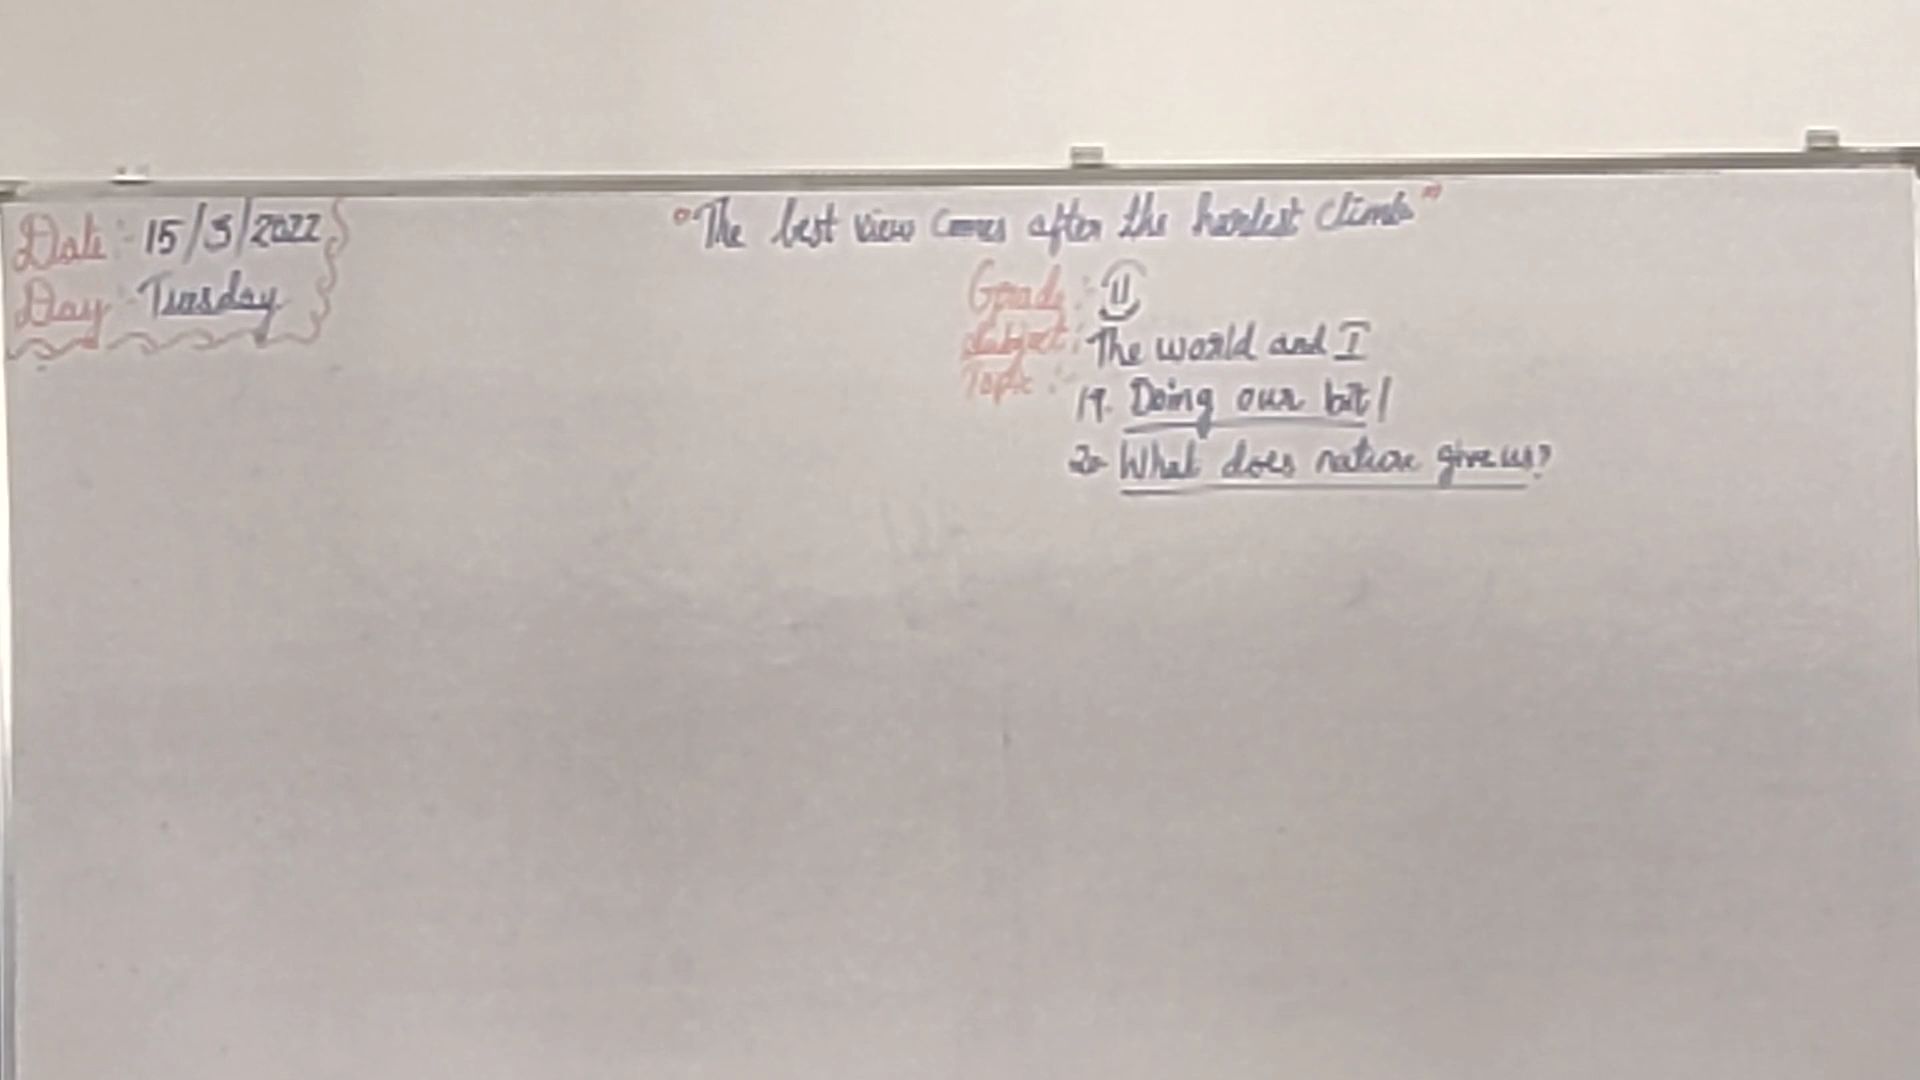 Date :- 15/3/2022
Day :- Tuesday
"The best view comes after the hardest climb"
Grade :- II
Subject :- The world and I
Topic :-
19. Doing our bit!
20. What does nature give us?